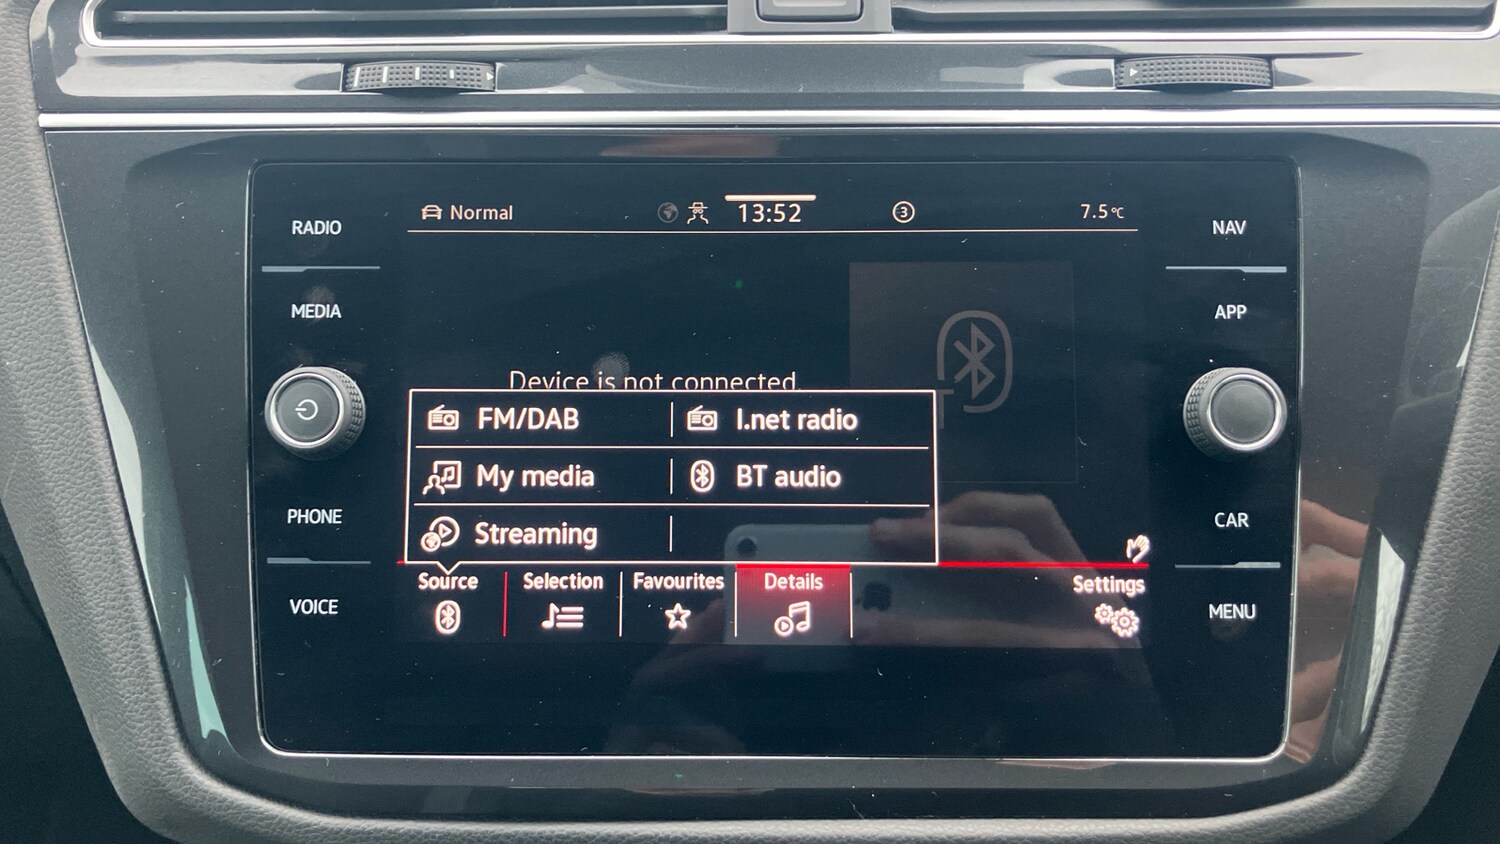 Normal
13:52
3
7.5°C
RADIO
MEDIA
PHONE
VOICE
NAV
APP
CAR
MENU
Device is not connected.
FM/DAB
I.net radio
My media
BT audio
Streaming
Source
Selection
Favourites
Details
Settings